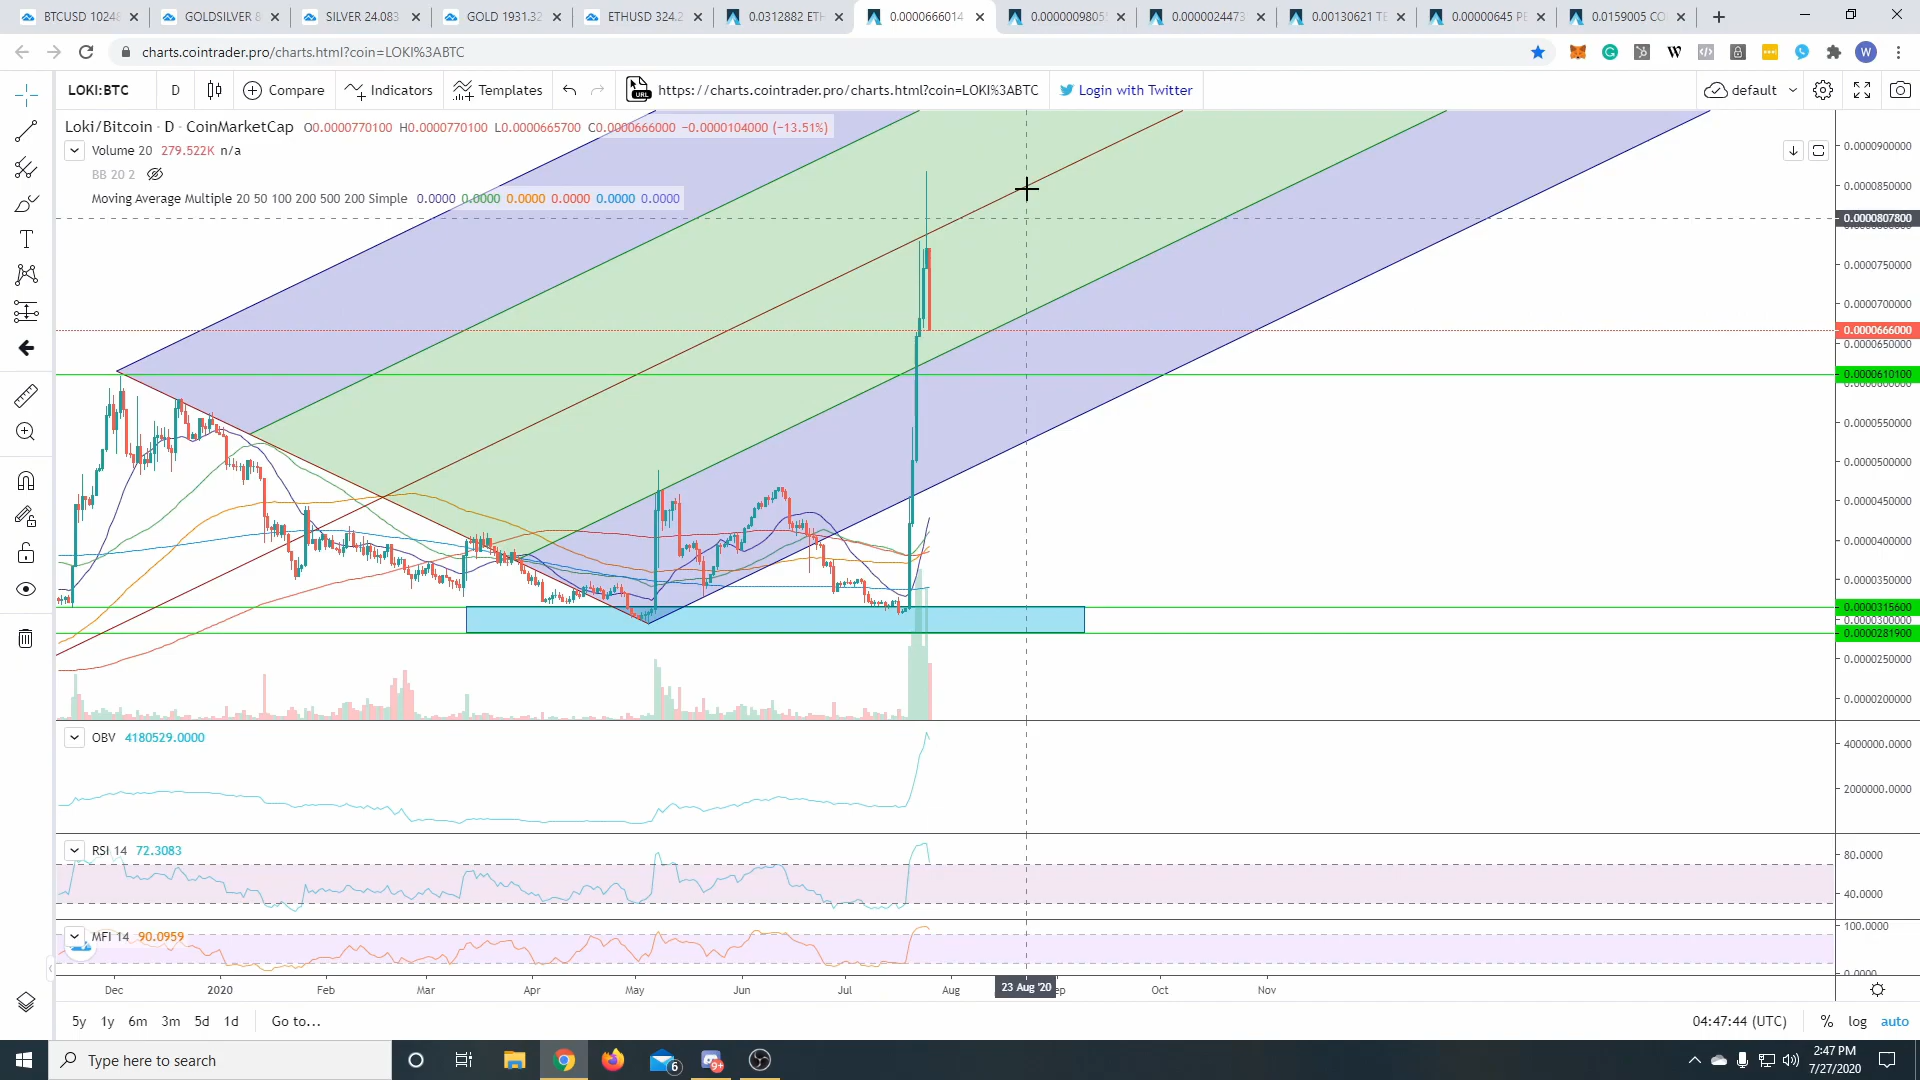 BTCUSD 10248
GOLDSILVER 8
SILVER 24.083
GOLD 1931.32
ETHUSD 324.2
0.0312882 ETH
0.0000666014
0.000000980
0.0000024473
0.00130621 TE
0.00000645 PE
0.0159005 CO
charts.cointrader.pro/charts.html?coin=LOKI%3ABTC
LOKI:BTC
D
Compare
Indicators
Templates
https://charts.cointrader.pro/charts.html?coin=LOKI%3ABTC
Login with Twitter
default
Loki/Bitcoin · D · CoinMarketCap O0.0000770100 H0.0000770100 L0.0000665700 C0.0000666000 −0.0000104000 (−13.51%)
Volume 20 279.522K n/a
BB 20 2
Moving Average Multiple 20 50 100 200 500 200 Simple 0.0000 0.0000 0.0000 0.0000 0.0000 0.0000
0.0000900000
0.0000850000
0.0000807800
0.0000750000
0.0000700000
0.0000666000
0.0000650000
0.0000610100
0.0000550000
0.0000500000
0.0000450000
0.0000400000
0.0000350000
0.0000315600
0.0000300000
0.0000281900
0.0000250000
0.0000200000
OBV 4180529.0000
4000000.0000
2000000.0000
RSI 14 72.3083
80.0000
40.0000
MFI 14 90.0959
100.0000
0.0000
Dec 2020 Feb Mar Apr May Jun Jul Aug 23 Aug '20 Oct Nov
5y 1y 6m 3m 5d 1d Go to...
04:47:44 (UTC) % log auto
Type here to search
6
9+
2:47 PM
7/27/2020